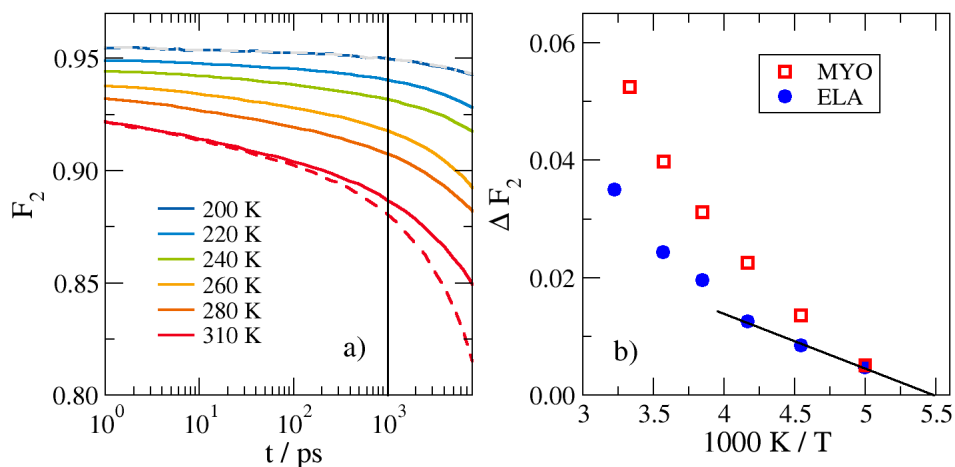 0.95
0.90
0.85
0.80
F2
200 K
220 K
240 K
260 K
280 K
310 K
a)
10^0
10^1
10^2
10^3
t / ps
0.06
0.04
0.02
0.00
Δ F2
MYO
ELA
b)
3
3.5
4
4.5
5
5.5
1000 K / T